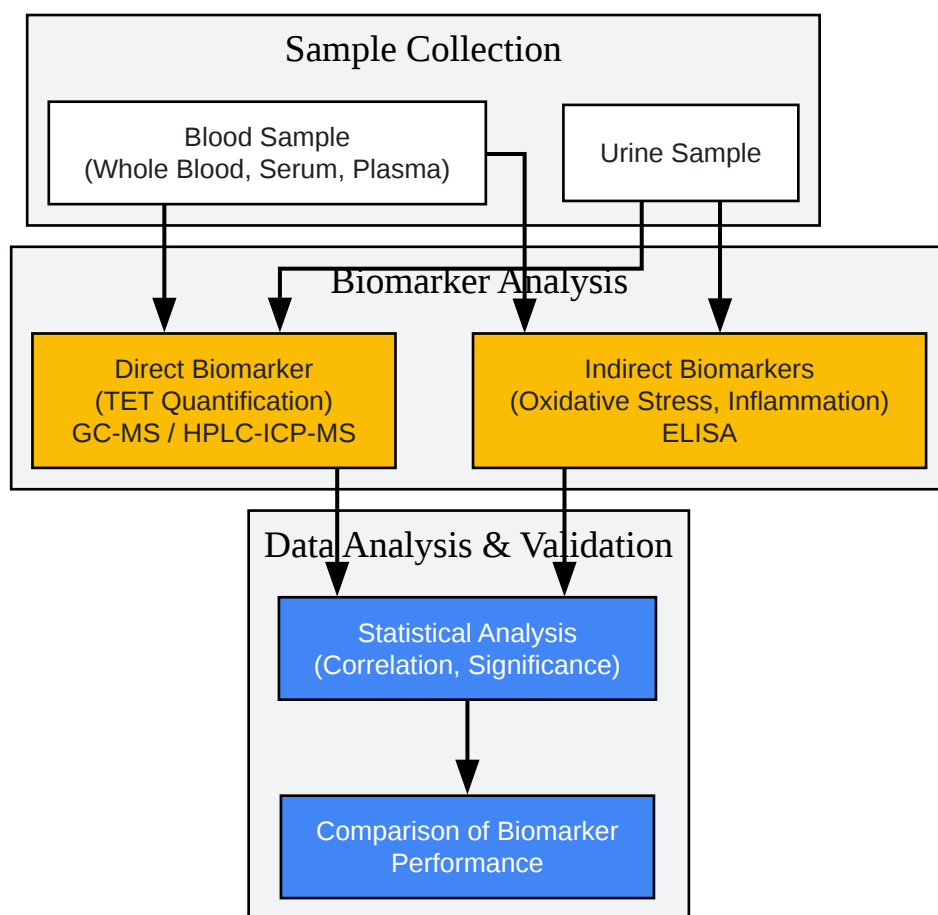 Sample Collection
Blood Sample
(Whole Blood, Serum, Plasma)
Urine Sample
Biomarker Analysis
Direct Biomarker
(TET Quantification)
GC-MS / HPLC-ICP-MS
Indirect Biomarkers
(Oxidative Stress, Inflammation)
ELISA
Data Analysis & Validation
Statistical Analysis
(Correlation, Significance)
Comparison of Biomarker
Performance